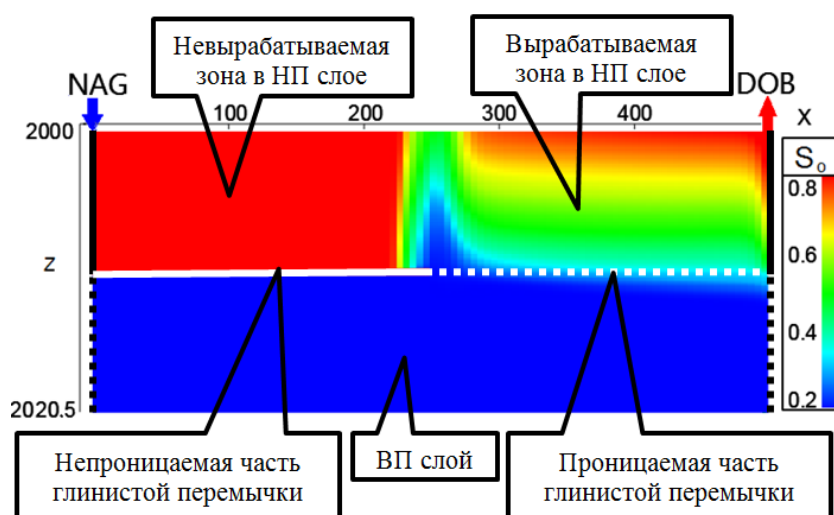 Невырабатываемая
зона в НП слое
Вырабатываемая
зона в НП слое
NAG
DOB
100
200
300
400
x
2000
z
2020.5
So
0.8
0.6
0.4
0.2
Непроницаемая часть
глинистой перемычки
ВП слой
Проницаемая часть
глинистой перемычки